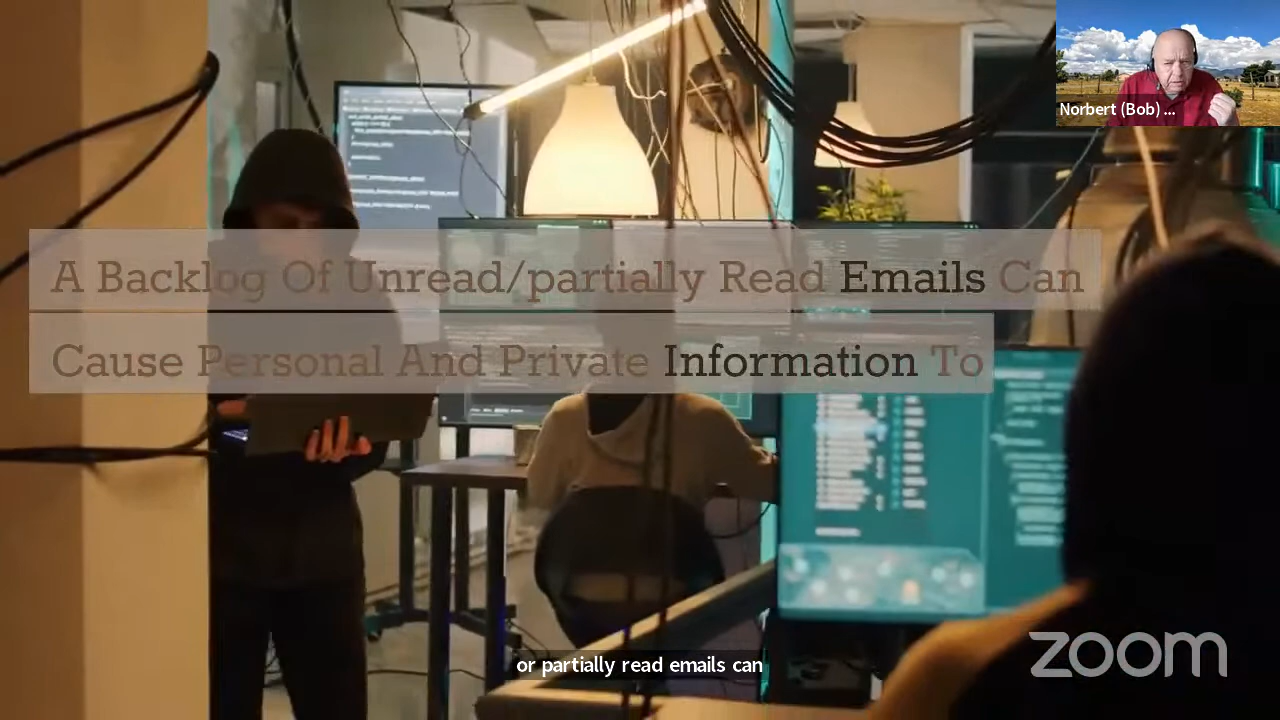 Norbert (Bob) ...
A Backlog Of Unread/partially Read Emails Can
Cause Personal And Private Information To
or partially read emails can
zoom